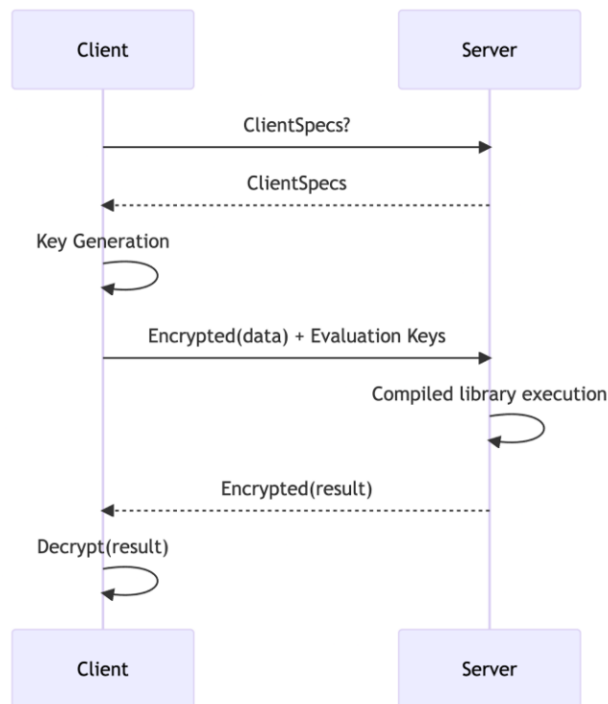 Client
Server
ClientSpecs?
ClientSpecs
Key Generation
Encrypted(data) + Evaluation Keys
Compiled library execution
Encrypted(result)
Decrypt(result)
Client
Server